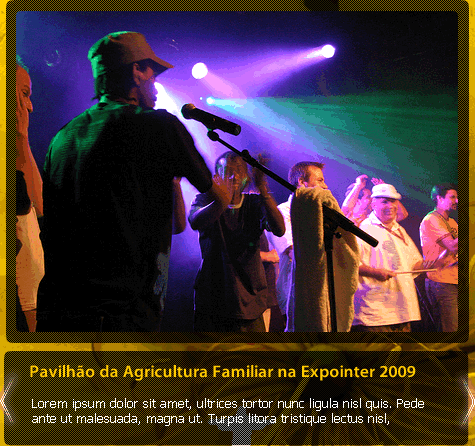 Pavilhão da Agricultura Familiar na Expointer 2009
Lorem ipsum dolor sit amet, ultrices tortor nunc ligula nisl quis. Pede
ante ut malesuada, magna ut. Turpis litora tristique lectus nisl,